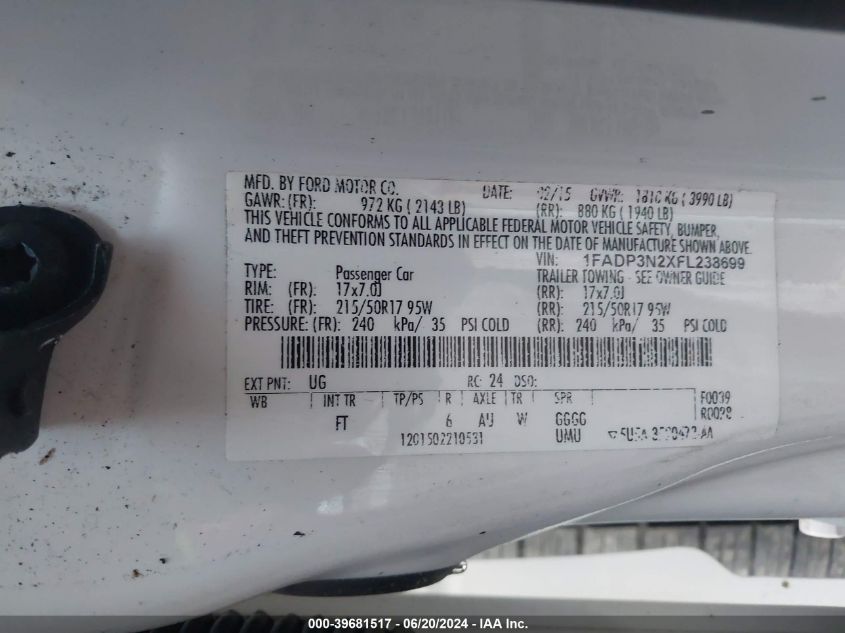 MFD. BY FORD MOTOR CO. DATE: 02/15 GVWR: 1810 KG ( 3990 LB)
GAWR: (FR): 972 KG ( 2143 LB) (RR): 880 KG ( 1940 LB)
THIS VEHICLE CONFORMS TO ALL APPLICABLE FEDERAL MOTOR VEHICLE SAFETY, BUMPER,
AND THEFT PREVENTION STANDARDS IN EFFECT ON THE DATE OF MANUFACTURE SHOWN ABOVE.
VIN: 1FADP3N2XFL238699
TYPE: Passenger Car TRAILER TOWING - SEE OWNER GUIDE
RIM: (FR): 17x7.0J (RR): 17x7.0J
TIRE: (FR): 215/50R17 95W (RR): 215/50R17 95W
PRESSURE: (FR): 240 kPa/ 35 PSI COLD (RR): 240 kPa/ 35 PSI COLD
EXT PNT: UG RC: 24 DSO:
WB INT TR TP/PS R AXLE TR SPR F0039
FT 6 AU W GGGG
1201502210531 UMU
000-39681517 - 06/20/2024 - IAA Inc.